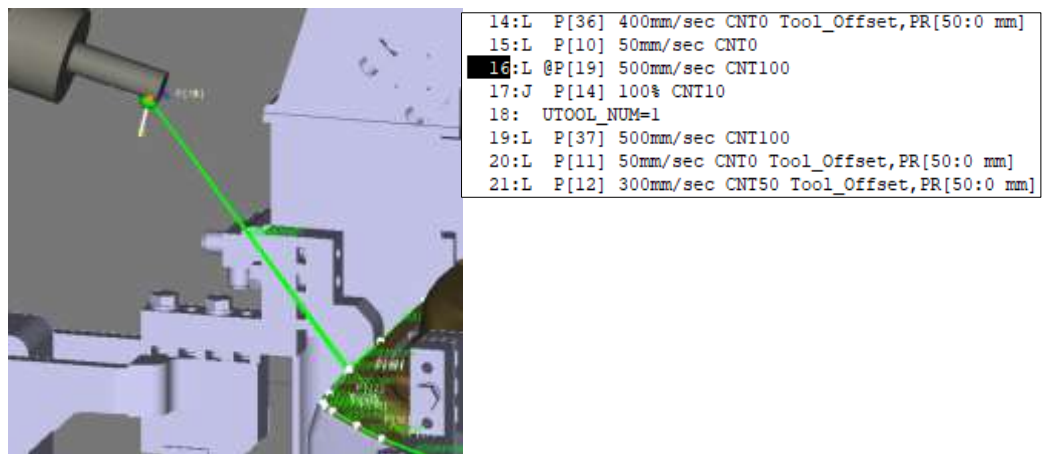 14:L P[36] 400mm/sec CNT0 Tool_Offset,PR[50:0 mm]
15:L P[10] 50mm/sec CNT0
16:L @P[19] 500mm/sec CNT100
17:J P[14] 100% CNT10
18: UTOOL_NUM=1
19:L P[37] 500mm/sec CNT100
20:L P[11] 50mm/sec CNT0 Tool_Offset,PR[50:0 mm]
21:L P[12] 300mm/sec CNT50 Tool_Offset,PR[50:0 mm]